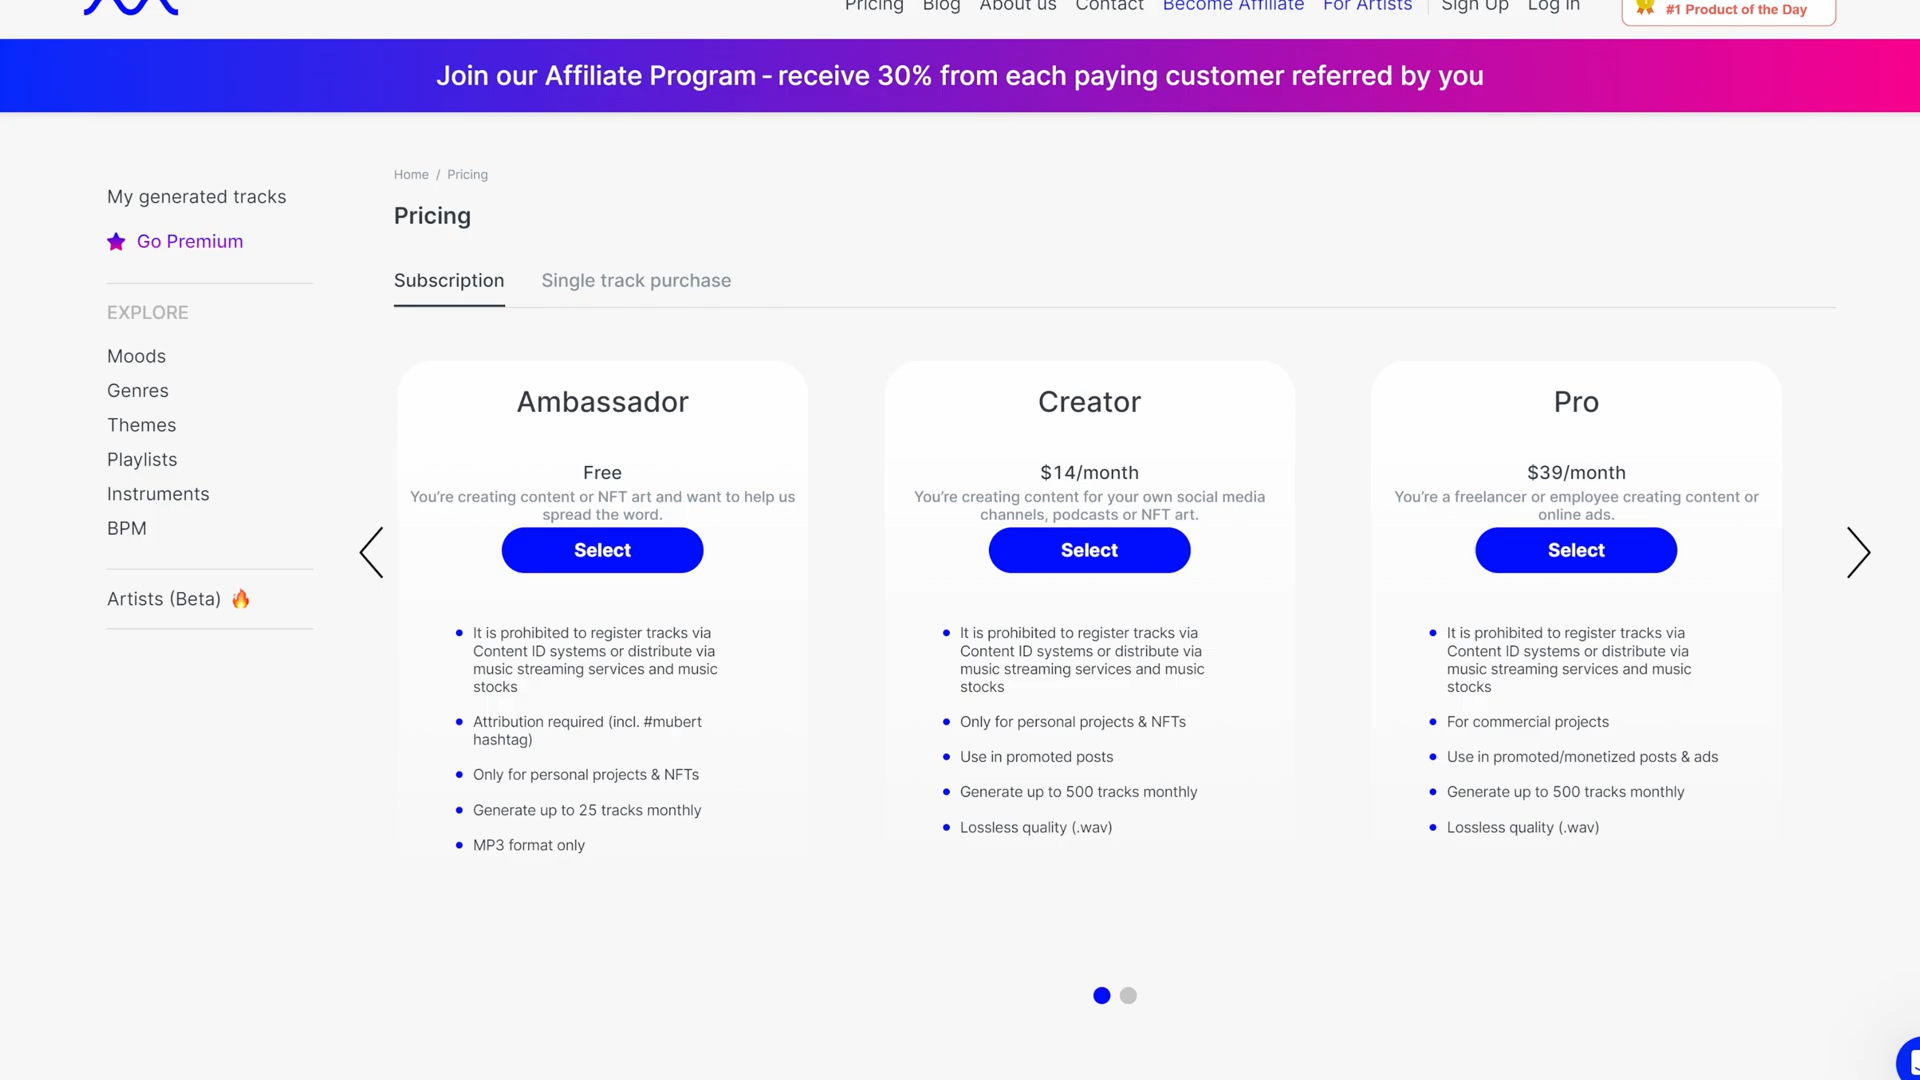 Pricing Blog About us Contact Become Affiliate For Artists Sign Up Log In
#1 Product of the Day
Join our Affiliate Program - receive 30% from each paying customer referred by you
My generated tracks
Go Premium
EXPLORE
Moods
Genres
Themes
Playlists
Instruments
BPM
Artists (Beta) 🔥
Home / Pricing
Pricing
Subscription Single track purchase
Ambassador
Free
You're creating content or NFT art and want to help us
spread the word.
Select
It is prohibited to register tracks via
Content ID systems or distribute via
music streaming services and music
stocks
Attribution required (incl. #mubert
hashtag)
Only for personal projects & NFTs
Generate up to 25 tracks monthly
MP3 format only
Creator
$14/month
You're creating content for your own social media
channels, podcasts or NFT art.
Select
It is prohibited to register tracks via
Content ID systems or distribute via
music streaming services and music
stocks
Only for personal projects & NFTs
Use in promoted posts
Generate up to 500 tracks monthly
Lossless quality (.wav)
Pro
$39/month
You're a freelancer or employee creating content or
online ads.
Select
It is prohibited to register tracks via
Content ID systems or distribute via
music streaming services and music
stocks
For commercial projects
Use in promoted/monetized posts & ads
Generate up to 500 tracks monthly
Lossless quality (.wav)